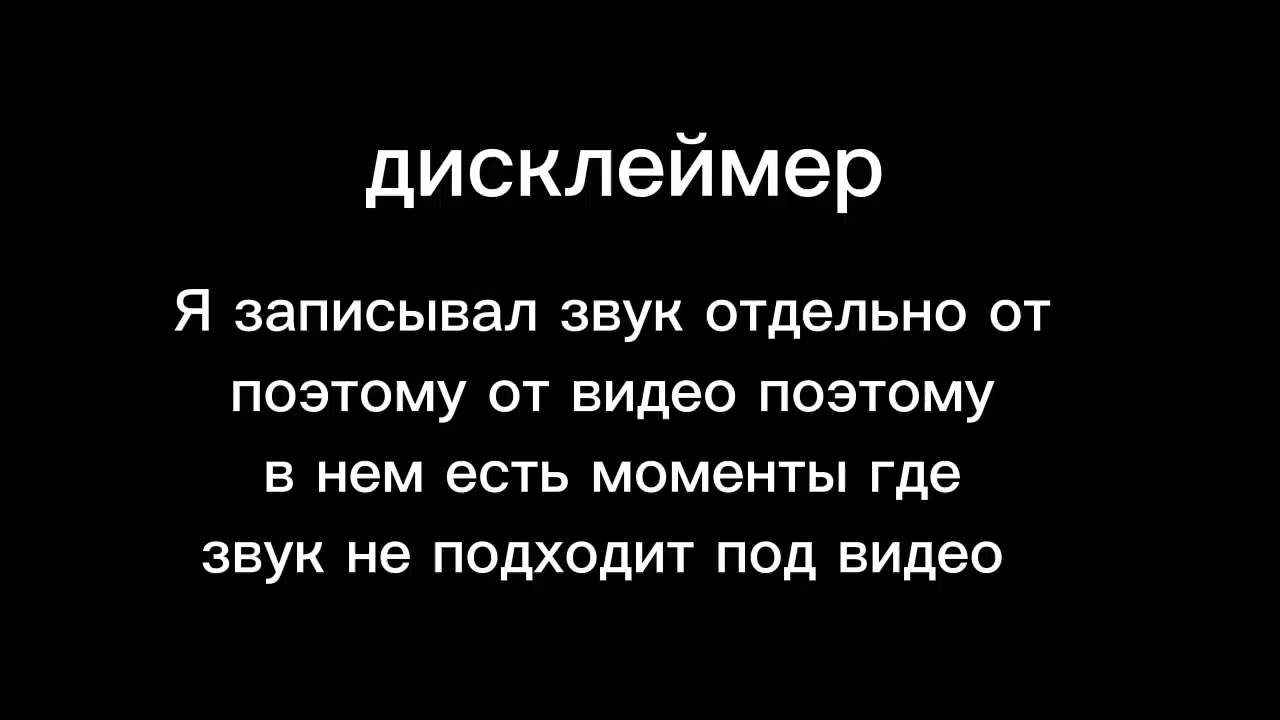 дисклеймер
Я записывал звук отдельно от
поэтому от видео поэтому
в нем есть моменты где
звук не подходит под видео